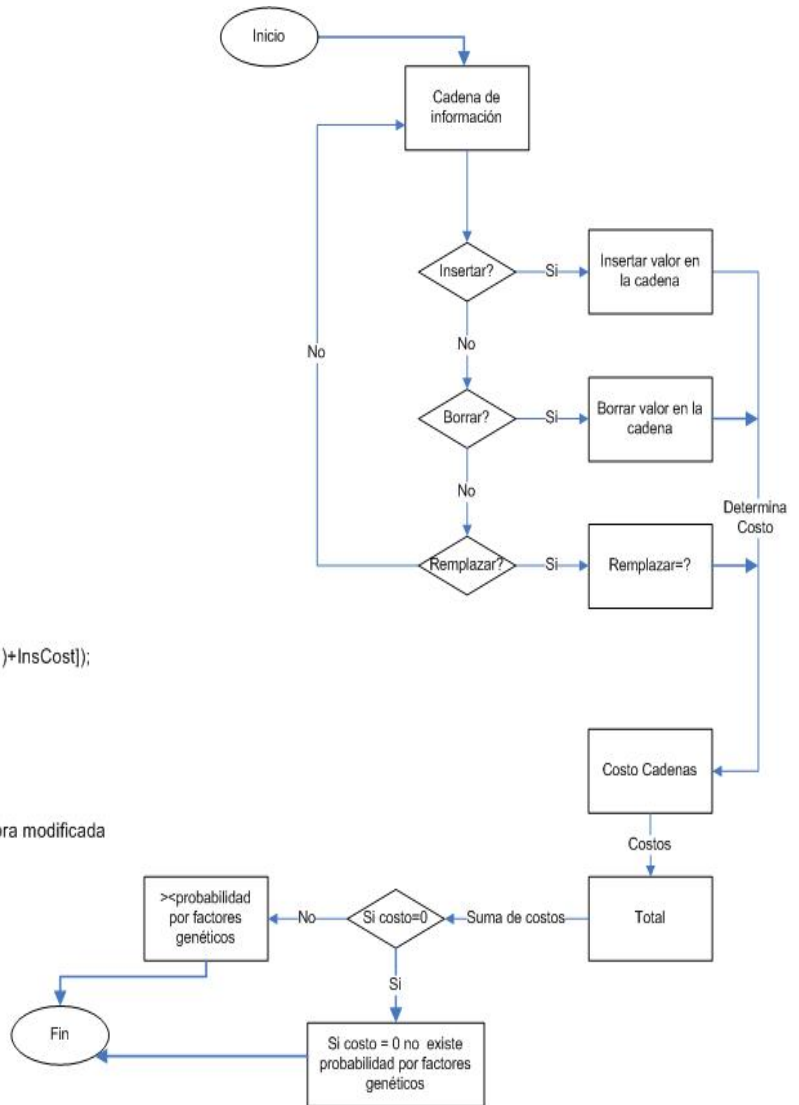 Inicio
Cadena de
información
Insertar?
Si
Insertar valor en
la cadena
No
No
Borrar?
Si
Borrar valor en la
cadena
No
Determina
Costo
Remplazar?
Si
Remplazar=?
)+InsCost]);
Costo Cadenas
ora modificada
Costos
><probabilidad
por factores
genéticos
No
Si costo=0
Suma de costos
Total
Si
Fin
Si costo = 0 no existe
probabilidad por factores
genéticos